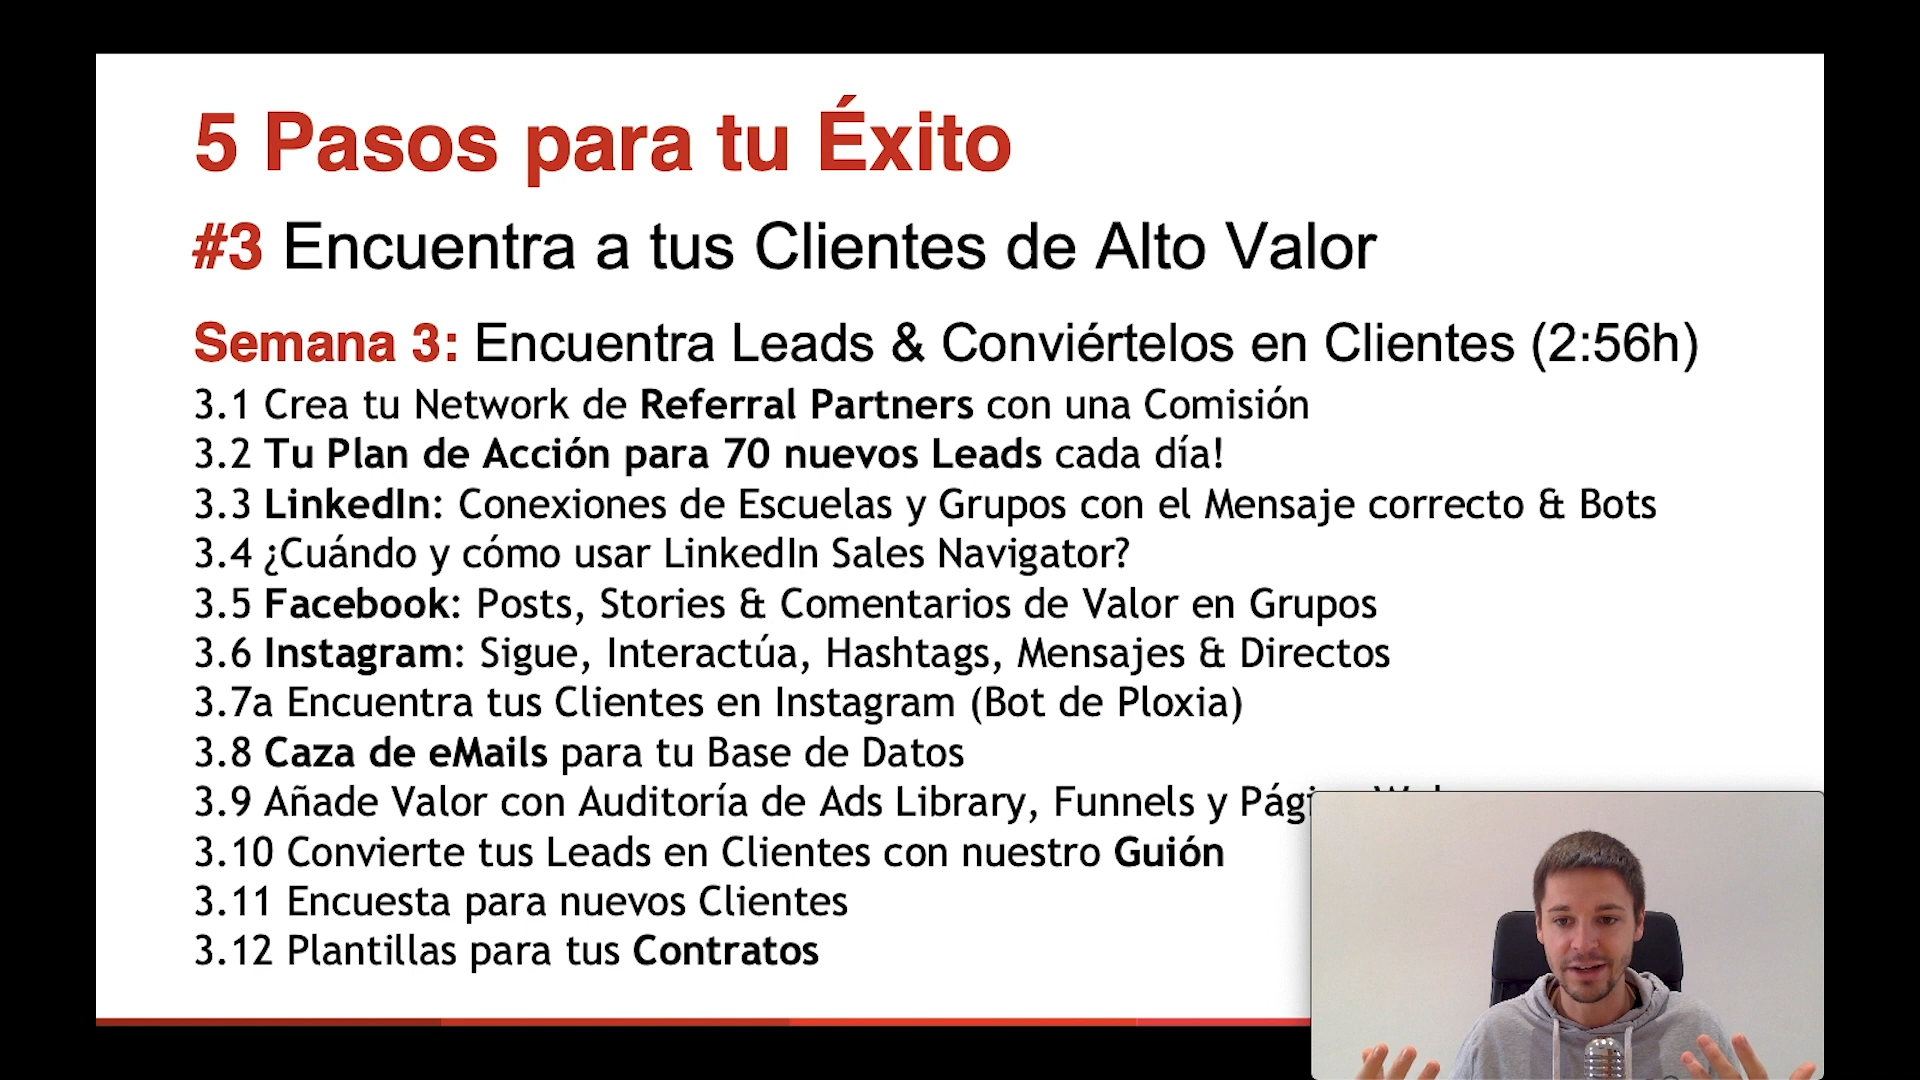 5 Pasos para tu Éxito
#3 Encuentra a tus Clientes de Alto Valor
Semana 3: Encuentra Leads & Conviértelos en Clientes (2:56h)
3.1 Crea tu Network de Referral Partners con una Comisión
3.2 Tu Plan de Acción para 70 nuevos Leads cada día!
3.3 LinkedIn: Conexiones de Escuelas y Grupos con el Mensaje correcto & Bots
3.4 ¿Cuándo y cómo usar LinkedIn Sales Navigator?
3.5 Facebook: Posts, Stories & Comentarios de Valor en Grupos
3.6 Instagram: Sigue, Interactúa, Hashtags, Mensajes & Directos
3.7a Encuentra tus Clientes en Instagram (Bot de Ploxia)
3.8 Caza de eMails para tu Base de Datos
3.9 Añade Valor con Auditoría de Ads Library, Funnels y
3.10 Convierte tus Leads en Clientes con nuestro Guión
3.11 Encuesta para nuevos Clientes
3.12 Plantillas para tus Contratos